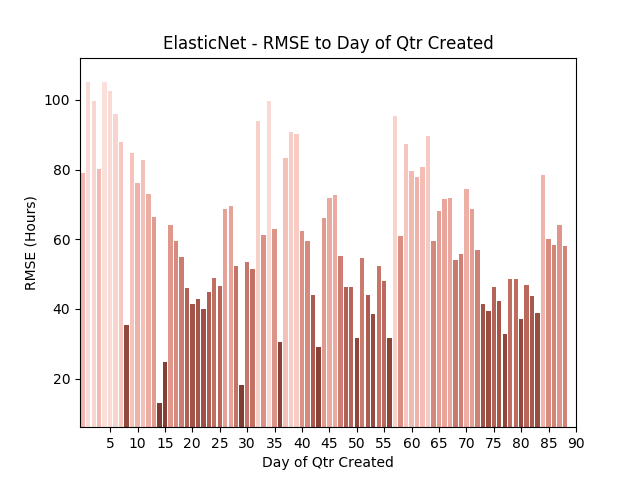 ElasticNet - RMSE to Day of Qtr Created
100
80
60
40
20
RMSE (Hours)
5 10 15 20 25 30 35 40 45 50 55 60 65 70 75 80 85 90
Day of Qtr Created